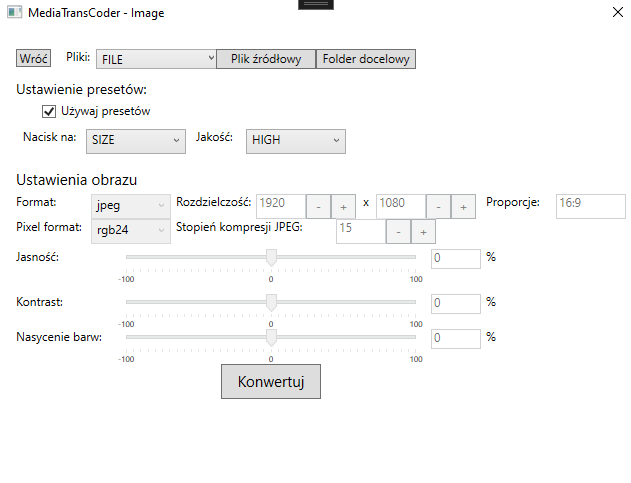 MediaTransCoder - Image
Wróć Pliki: FILE Plik źródłowy Folder docelowy
Ustawienie presetów:
Używaj presetów
Nacisk na: SIZE Jakość: HIGH
Ustawienia obrazu
Format: jpeg Rozdzielczość: 1920 - + x 1080 - + Proporcje: 16:9
Pixel format: rgb24 Stopień kompresji JPEG: 15 - +
Jasność: 0 %
-100 0 100
Kontrast: 0 %
-100 0 100
Nasycenie barw: 0 %
-100 0 100
Konwertuj